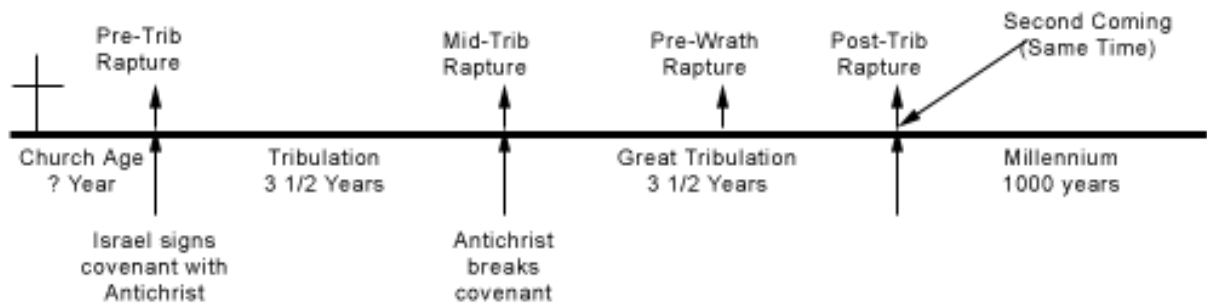 Pre-Trib
Rapture
Mid-Trib
Rapture
Pre-Wrath
Rapture
Post-Trib
Rapture
Second Coming
(Same Time)
Church Age
? Year
Tribulation
3 1/2 Years
Great Tribulation
3 1/2 Years
Millennium
1000 years
Israel signs
covenant with
Antichrist
Antichrist
breaks
covenant